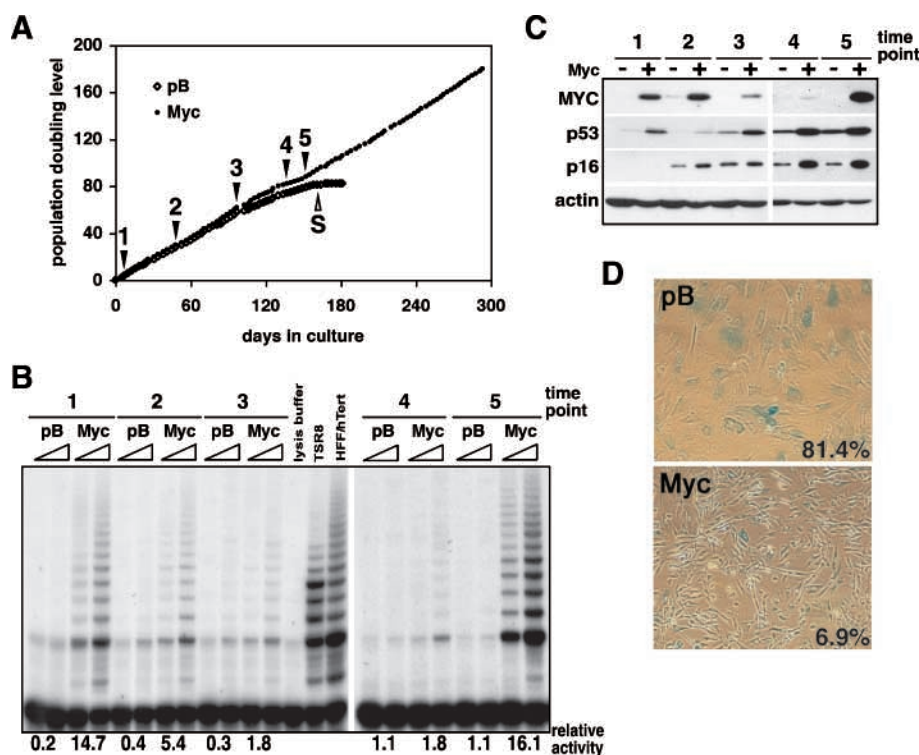 A
population doubling level
200
160
120
80
40
0
pB
Myc
1
2
3
4
5
S
0 60 120 180 240 300
days in culture
B
1 2 3 4 5 time point
pB Myc pB Myc pB Myc lysis buffer TSR8 HFF/hTert pB Myc pB Myc
0.2 14.7 0.4 5.4 0.3 1.8 1.1 1.8 1.1 16.1 relative activity
C
1 2 3 4 5 time point
Myc - + - + - + - + - +
MYC
p53
p16
actin
D
pB
81.4%
Myc
6.9%